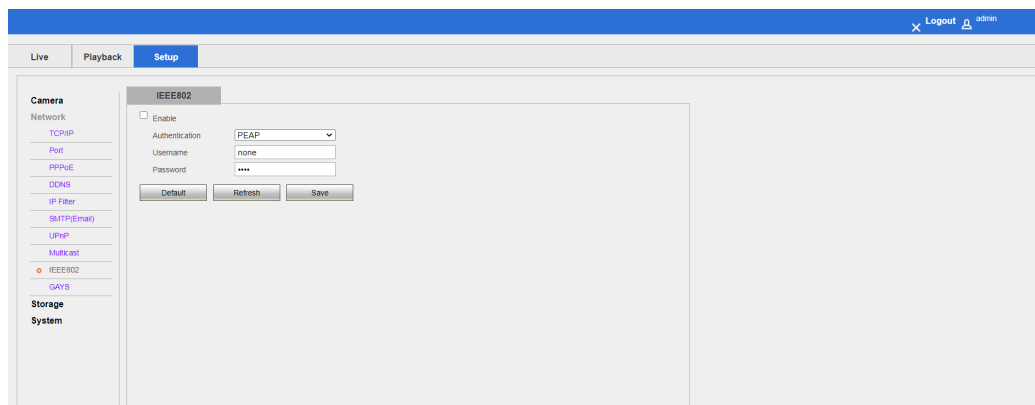 Logout admin
Live Playback Setup
Camera
Network
TCP/IP
Port
PPPoE
DDNS
IP Filter
SMTP(Email)
UPnP
Multicast
IEEE802
GAYS
Storage
System
IEEE802
Enable
Authentication PEAP
Username none
Password ••••
Default Refresh Save